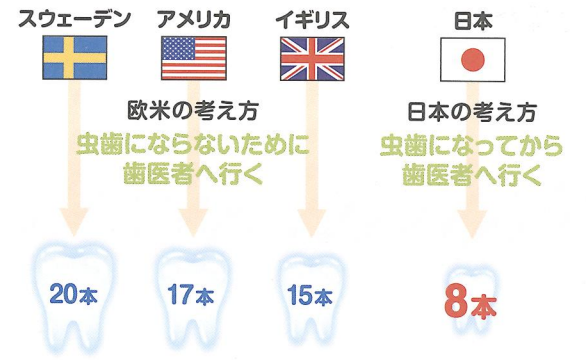 スウェーデン
アメリカ
イギリス
日本
欧米の考え方
虫歯にならないために
歯医者へ行く
日本の考え方
虫歯になってから
歯医者へ行く
20本
17本
15本
8本